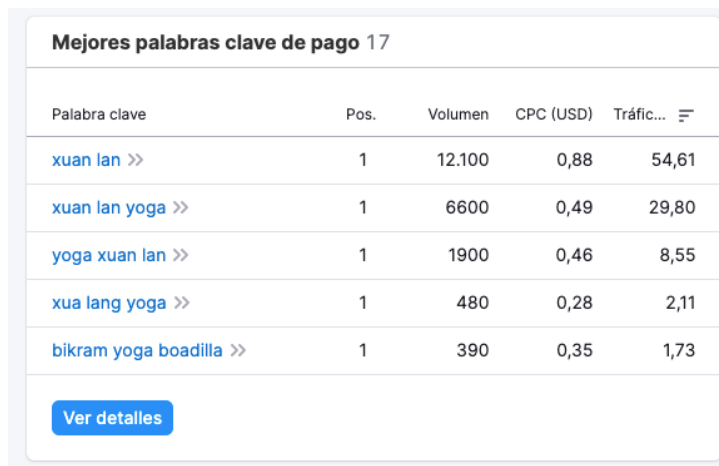 Mejores palabras clave de pago 17
Palabra clave Pos. Volumen CPC (USD) Tráfic...
xuan lan >> 1 12.100 0,88 54,61
xuan lan yoga >> 1 6600 0,49 29,80
yoga xuan lan >> 1 1900 0,46 8,55
xua lang yoga >> 1 480 0,28 2,11
bikram yoga boadilla >> 1 390 0,35 1,73
Ver detalles